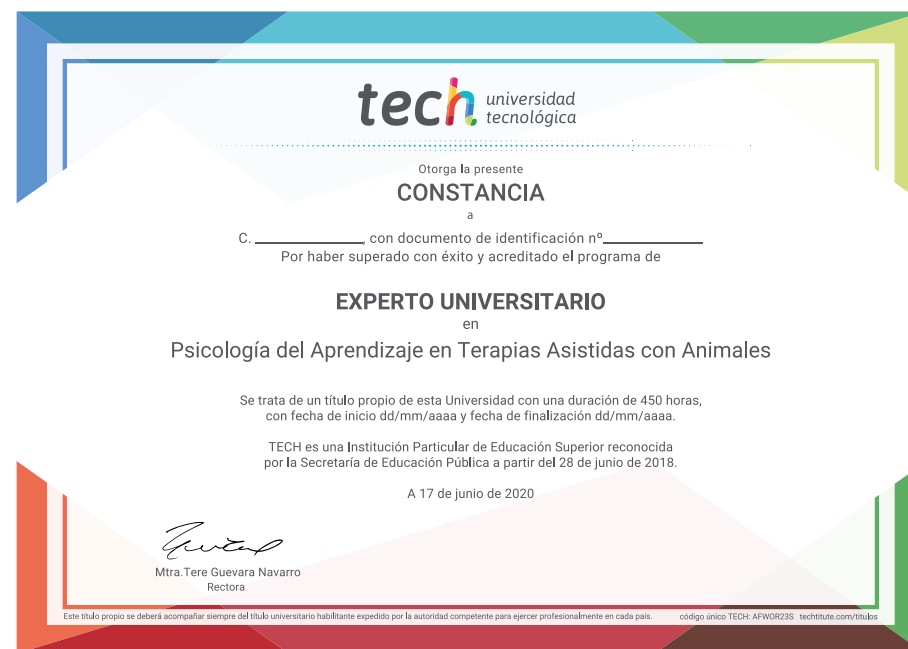 tech universidad
tecnológica
Otorga la presente
CONSTANCIA
a
C. ____________, con documento de identificación nº____________
Por haber superado con éxito y acreditado el programa de
EXPERTO UNIVERSITARIO
en
Psicología del Aprendizaje en Terapias Asistidas con Animales
Se trata de un título propio de esta Universidad con una duración de 450 horas,
con fecha de inicio dd/mm/aaaa y fecha de finalización dd/mm/aaaa.
TECH es una Institución Particular de Educación Superior reconocida
por la Secretaría de Educación Pública a partir del 28 de junio de 2018.
A 17 de junio de 2020
Mtra.Tere Guevara Navarro
Rectora
Este título propio se deberá acompañar siempre del título universitario habilitante expedido por la autoridad competente para ejercer profesionalmente en cada país. código único TECH: AFWOR23S techtitute.com/titulos